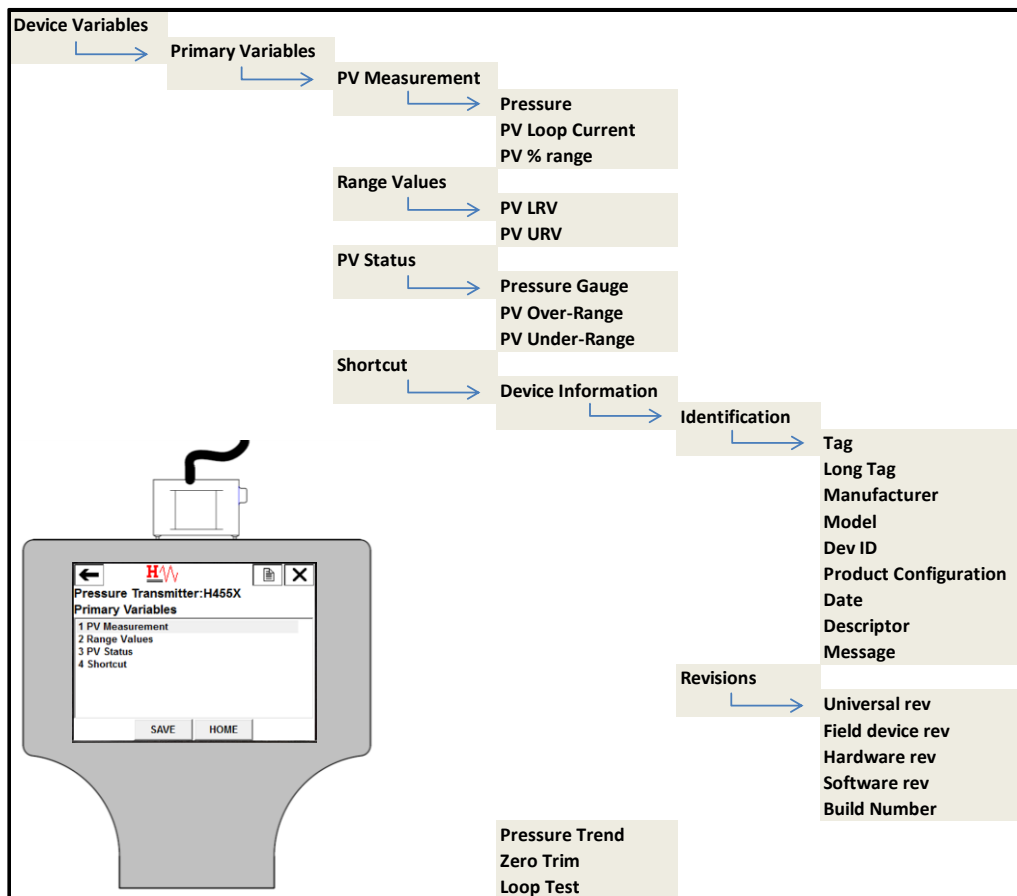 Device Variables
Primary Variables
PV Measurement
Pressure
PV Loop Current
PV % range
Range Values
PV LRV
PV URV
PV Status
Pressure Gauge
PV Over-Range
PV Under-Range
Shortcut
Device Information
Identification
Tag
Long Tag
Manufacturer
Model
Dev ID
Product Configuration
Date
Descriptor
Message
Revisions
Universal rev
Field device rev
Hardware rev
Software rev
Build Number
Pressure Trend
Zero Trim
Loop Test
H
Pressure Transmitter:H455X
Primary Variables
1 PV Measurement
2 Range Values
3 PV Status
4 Shortcut
SAVE HOME